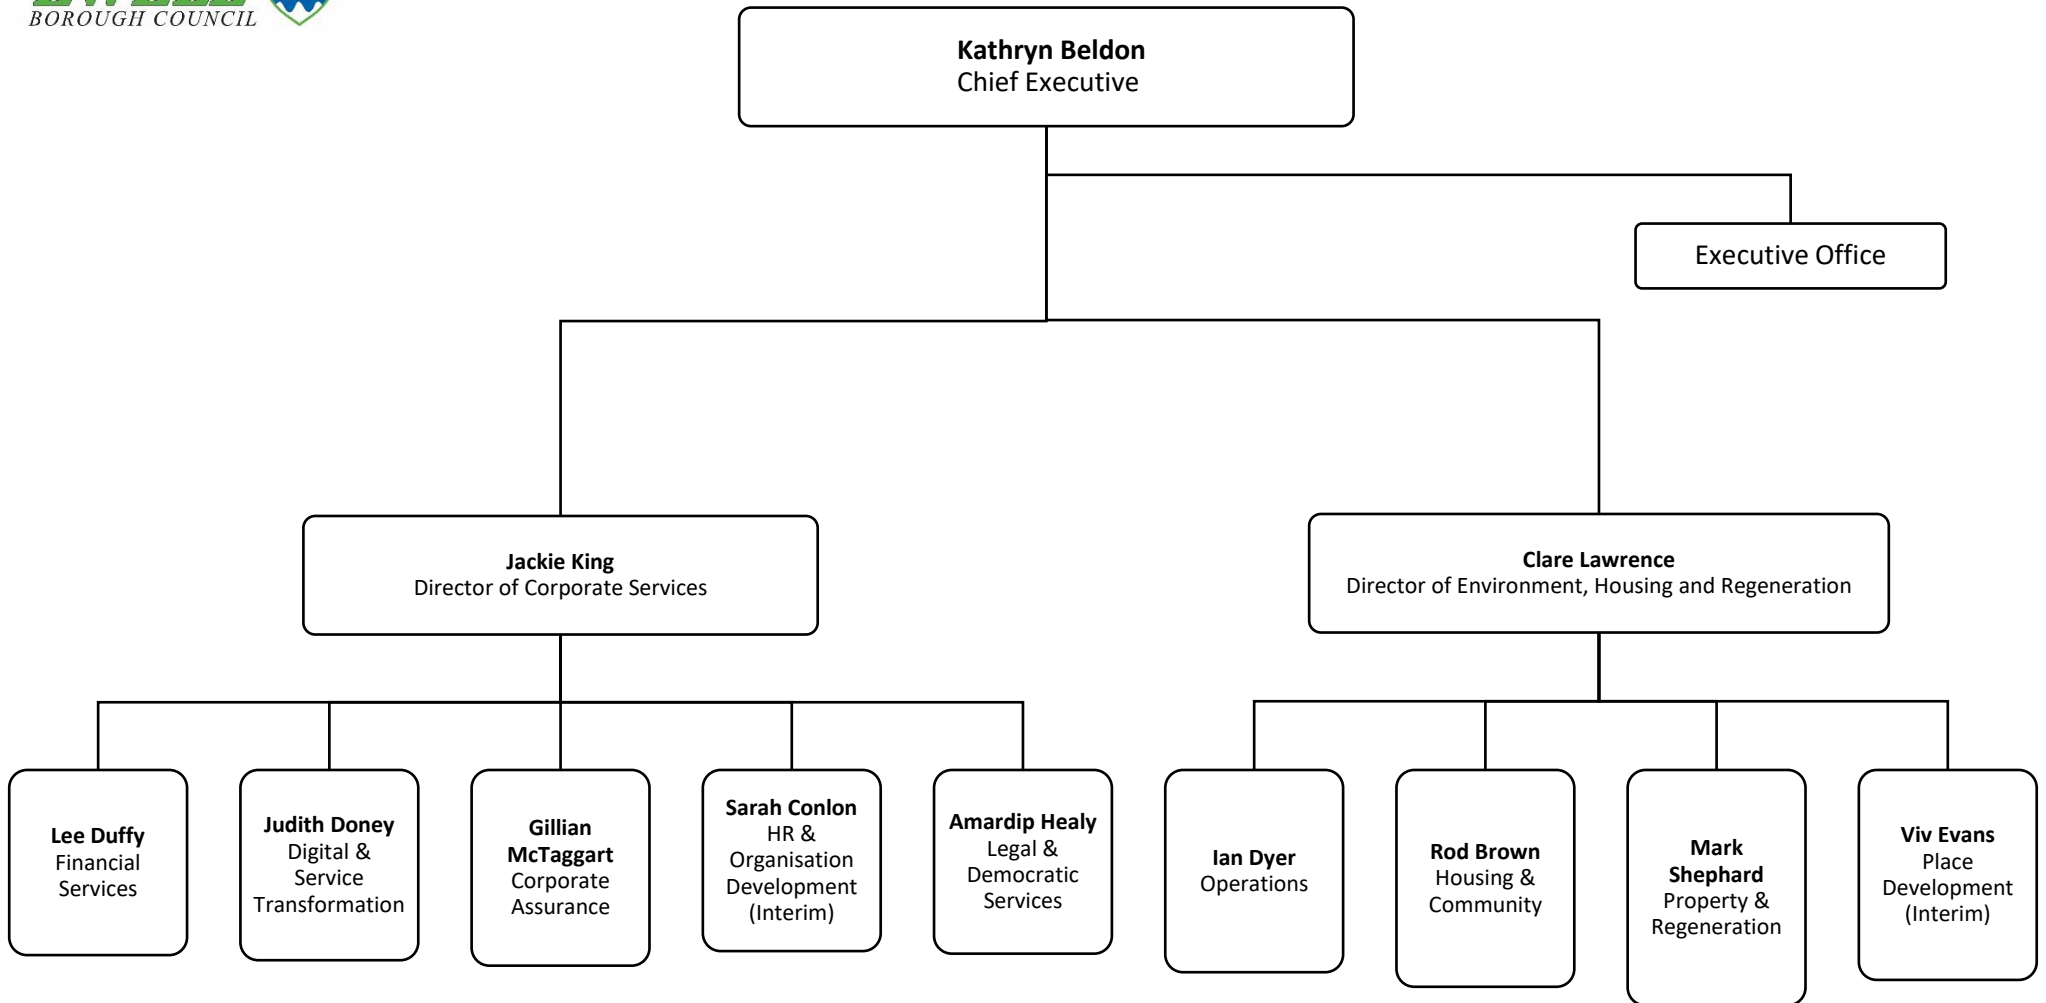 BOROUGH COUNCIL
Kathryn Beldon
Chief Executive
Executive Office
Jackie King
Director of Corporate Services
Clare Lawrence
Director of Environment, Housing and Regeneration
Lee Duffy
Financial
Services
Judith Doney
Digital &
Service
Transformation
Gillian
McTaggart
Corporate
Assurance
Sarah Conlon
HR &
Organisation
Development
(Interim)
Amardip Healy
Legal &
Democratic
Services
Ian Dyer
Operations
Rod Brown
Housing &
Community
Mark
Shephard
Property &
Regeneration
Viv Evans
Place
Development
(Interim)